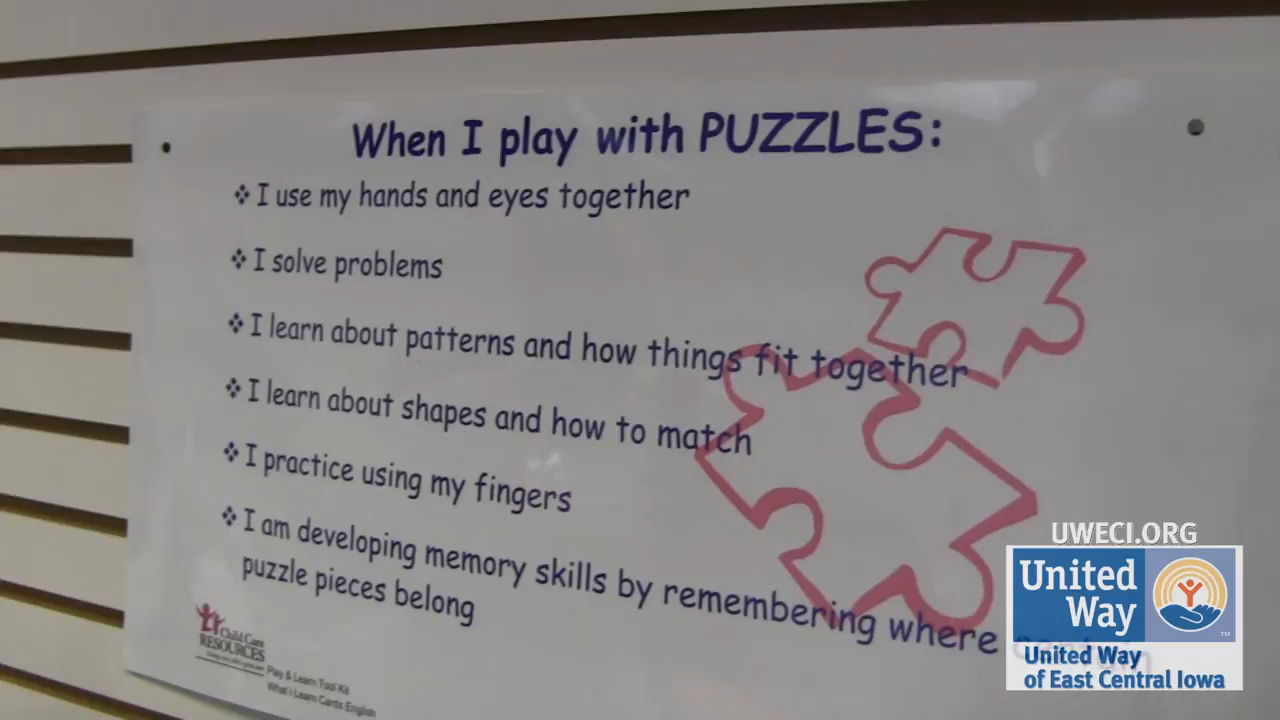 When I play with PUZZLES:
❖ I use my hands and eyes together
❖ I solve problems
❖ I learn about patterns and how things fit together
❖ I learn about shapes and how to match
❖ I practice using my fingers
❖ I am developing memory skills by remembering where
puzzle pieces belong
Child Care
RESOURCES
Play & Learn Tool Kit
What I Learn Cards English
UWECI.ORG
United
Way
TM
United Way
of East Central Iowa